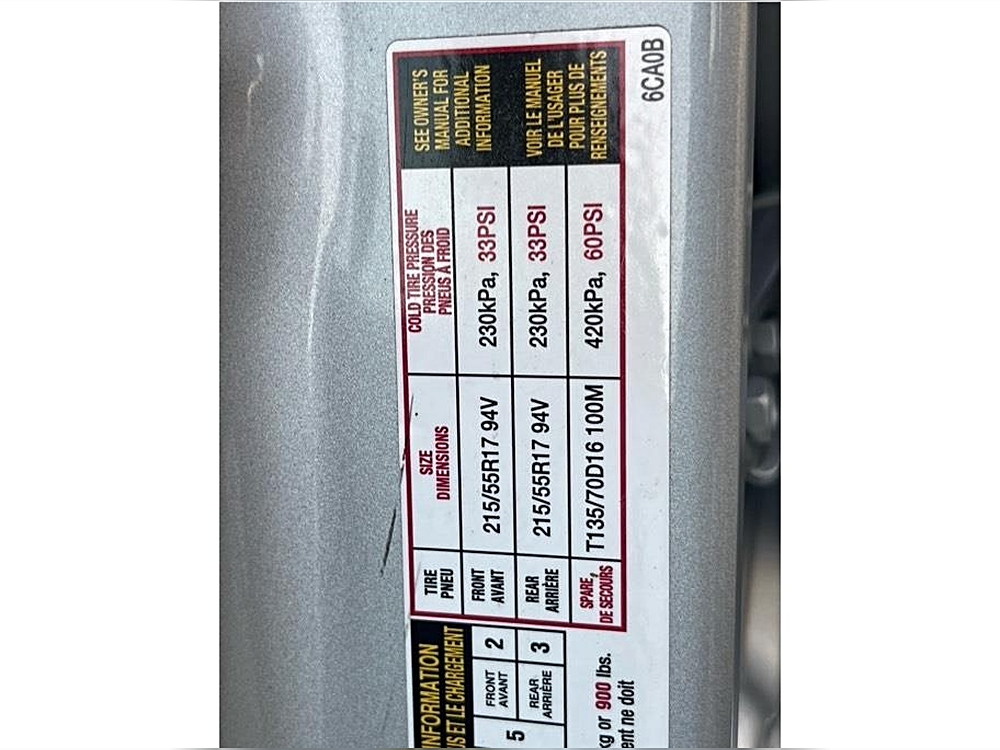 NFORMATION
US ET LE CHARGEMENT
5
FRONT
AVANT
2
REAR
ARRIÈRE
3
kg or 900 lbs.
ent ne doit
TIRE
PNEU
SIZE
DIMENSIONS
COLD TIRE PRESSURE
PRESSION DES
PNEUS À FROID
SEE OWNER'S
MANUAL FOR
ADDITIONAL
INFORMATION
FRONT
AVANT
215/55R17 94V
230kPa, 33PSI
REAR
ARRIÈRE
215/55R17 94V
230kPa, 33PSI
VOIR LE MANUEL
DE L'USAGER
POUR PLUS DE
RENSEIGNEMENTS
SPARE,
DE SECOURS
T135/70D16 100M
420kPa, 60PSI
6CA0B